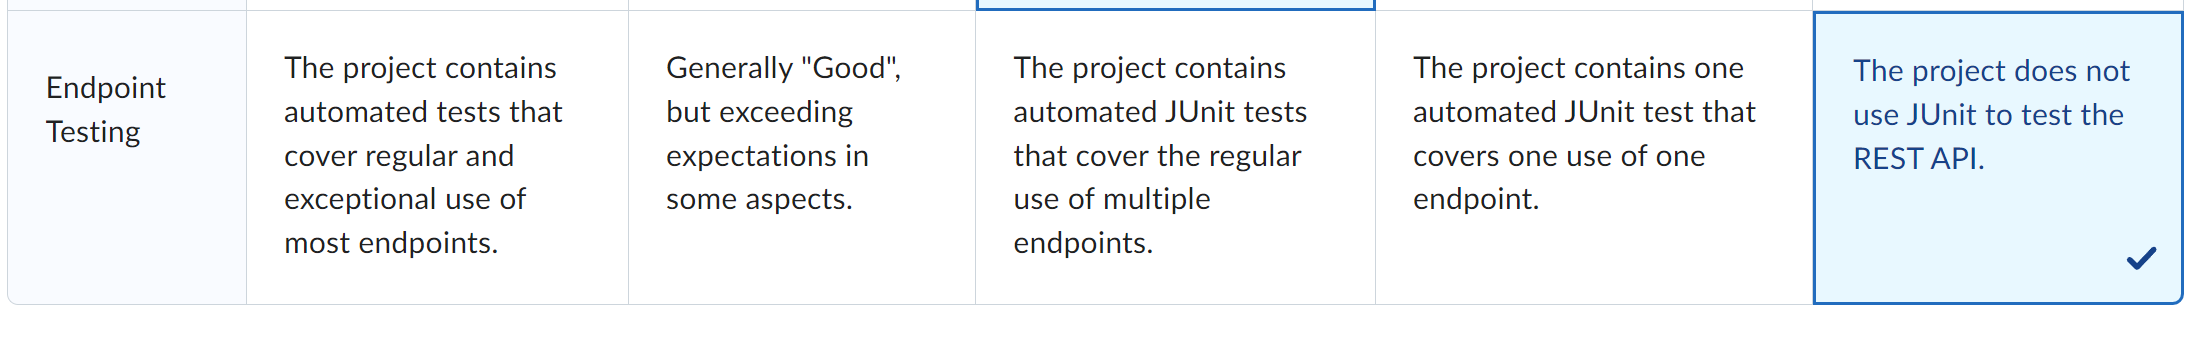 Endpoint
Testing
The project contains
automated tests that
cover regular and
exceptional use of
most endpoints.
Generally "Good",
but exceeding
expectations in
some aspects.
The project contains
automated JUnit tests
that cover the regular
use of multiple
endpoints.
The project contains one
automated JUnit test that
covers one use of one
endpoint.
The project does not
use JUnit to test the
REST API.